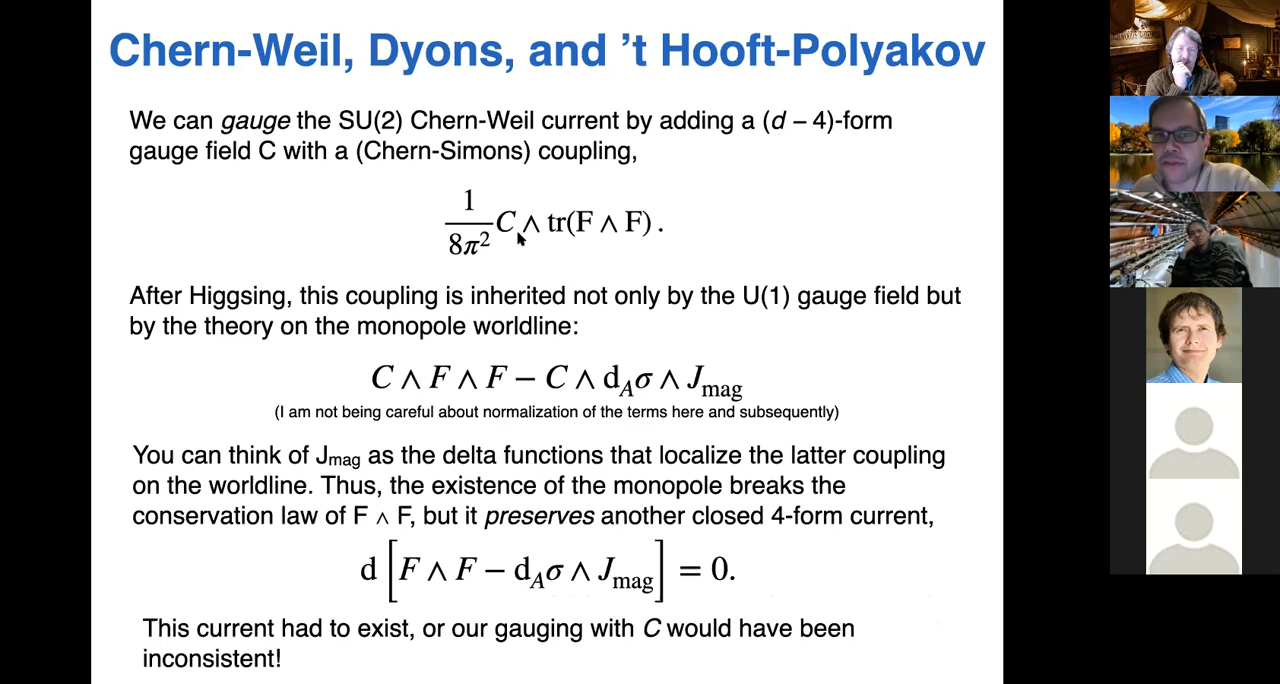 Chern-Weil, Dyons, and ’t Hooft-Polyakov
We can gauge the SU(2) Chern-Weil current by adding a (d – 4)-form
gauge field C with a (Chern-Simons) coupling,
1/8π² C ∧ tr(F ∧ F) .
After Higgsing, this coupling is inherited not only by the U(1) gauge field but
by the theory on the monopole worldline:
C ∧ F ∧ F − C ∧ d_Aσ ∧ J_mag
(I am not being careful about normalization of the terms here and subsequently)
You can think of J_mag as the delta functions that localize the latter coupling
on the worldline. Thus, the existence of the monopole breaks the
conservation law of F ∧ F, but it preserves another closed 4-form current,
d [F ∧ F − d_Aσ ∧ J_mag] = 0.
This current had to exist, or our gauging with C would have been
inconsistent!